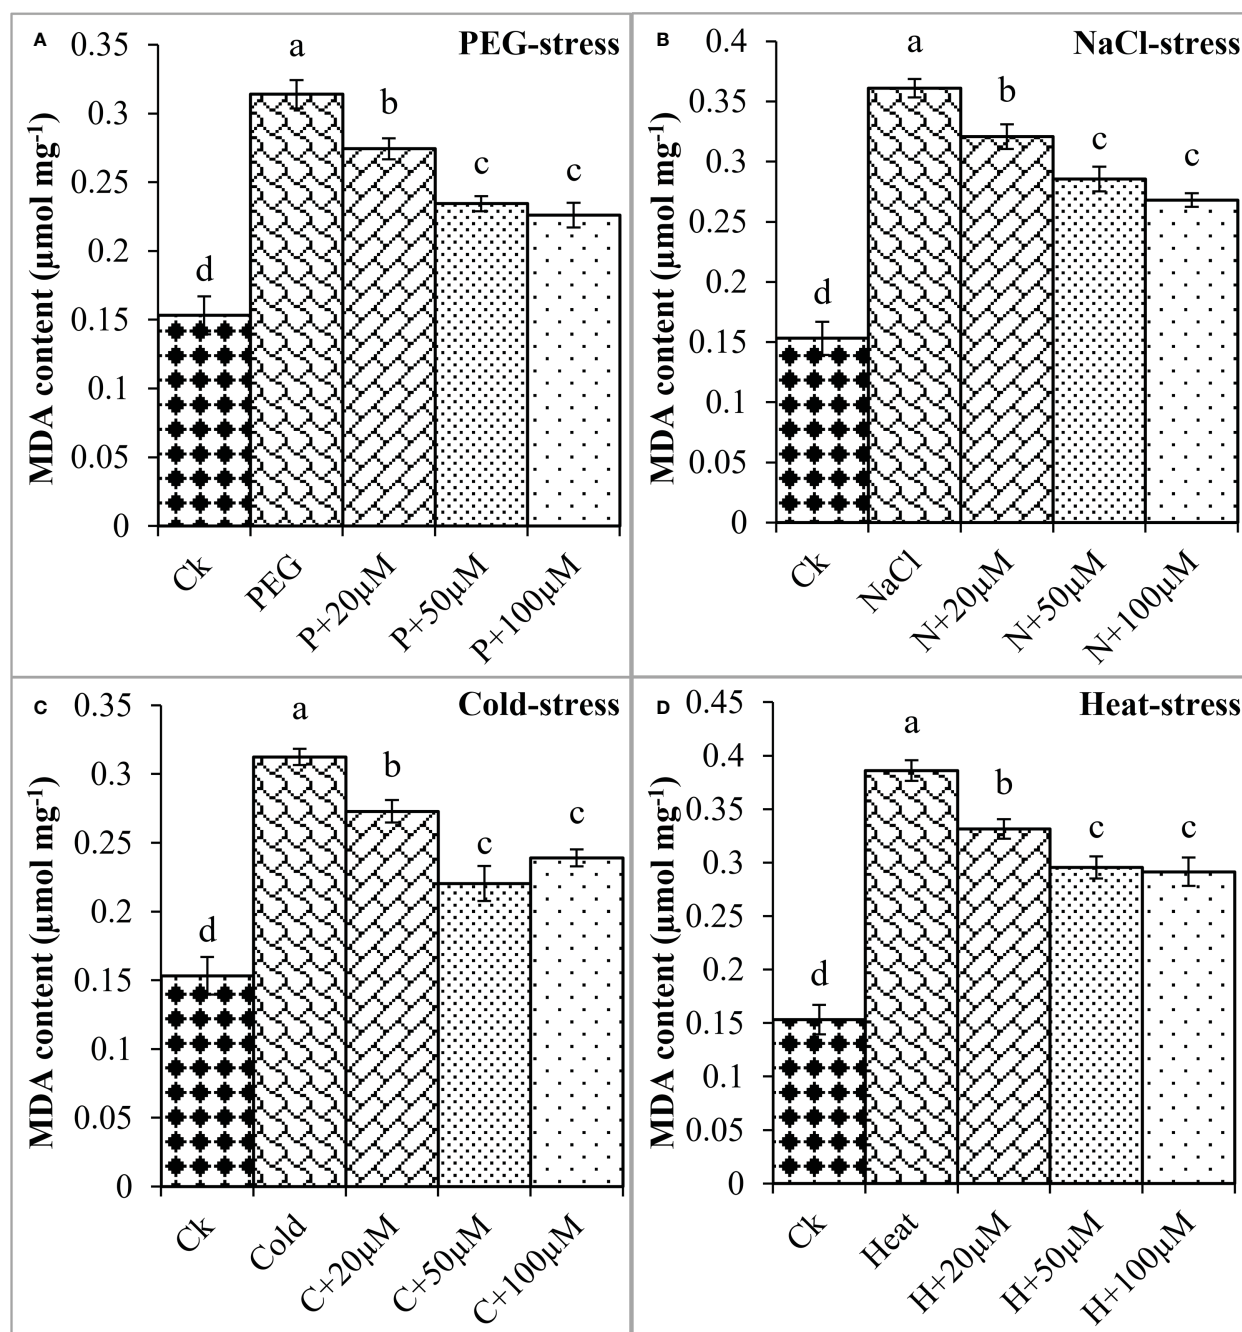 A
PEG-stress
MDA content (µmol mg-1)
0.35
0.3
0.25
0.2
0.15
0.1
0.05
0
d
a
b
c
c
Ck
PEG
P+20µM
P+50µM
P+100µM
B
NaCl-stress
MDA content (µmol mg-1)
0.4
0.35
0.3
0.25
0.2
0.15
0.1
0.05
0
d
a
b
c
c
Ck
NaCl
N+20µM
N+50µM
N+100µM
C
Cold-stress
MDA content (µmol mg-1)
0.35
0.3
0.25
0.2
0.15
0.1
0.05
0
d
a
b
c
c
Ck
Cold
C+20µM
C+50µM
C+100µM
D
Heat-stress
MDA content (µmol mg-1)
0.45
0.4
0.35
0.3
0.25
0.2
0.15
0.1
0.05
0
d
a
b
c
c
Ck
Heat
H+20µM
H+50µM
H+100µM